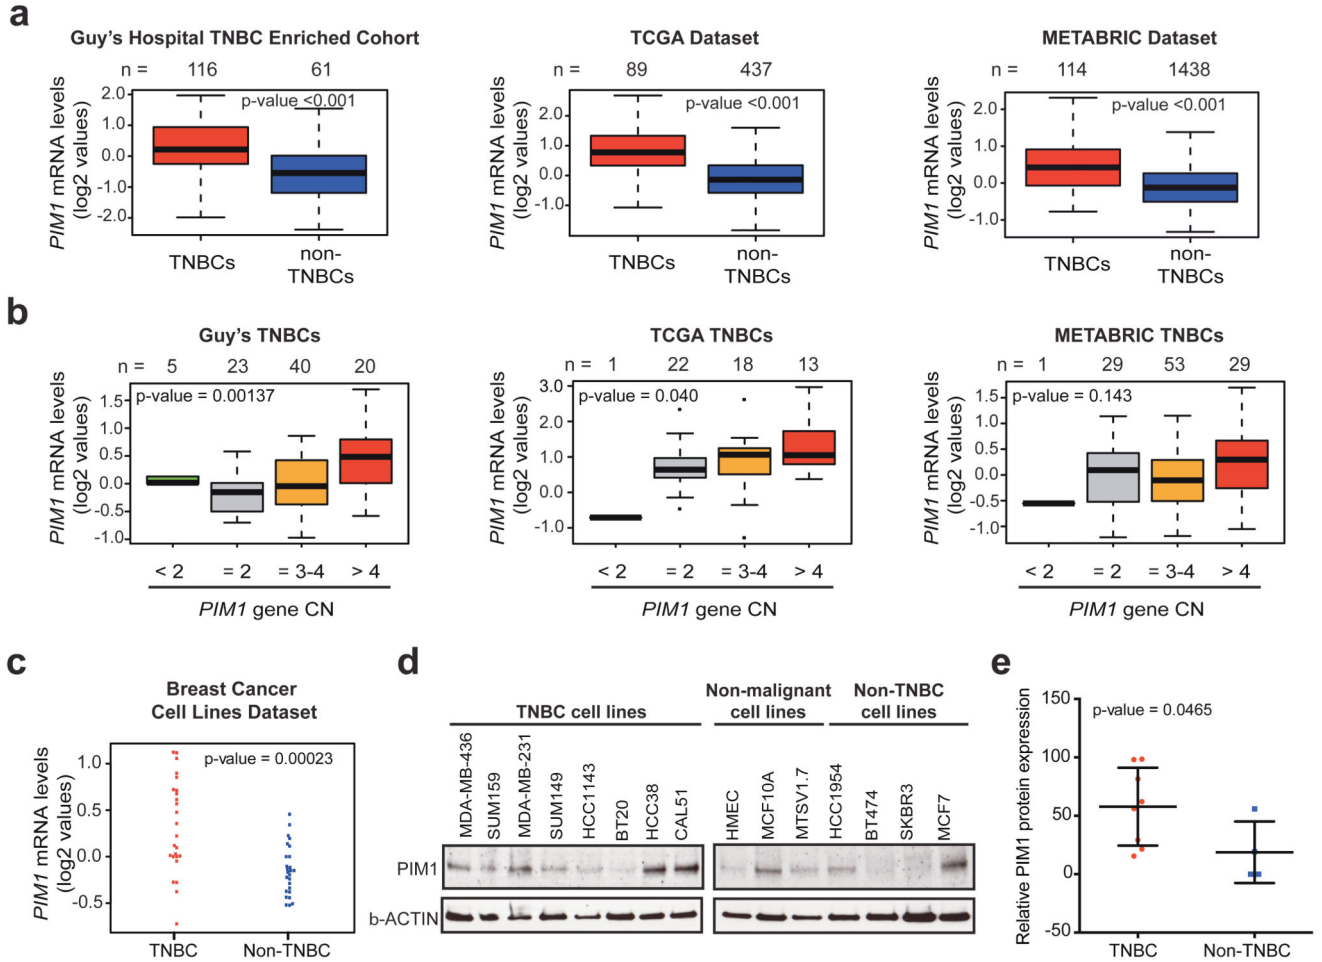 a
Guy's Hospital TNBC Enriched Cohort
n = 116 61
p-value <0.001
PIM1 mRNA levels
(log2 values)
2.0
1.0
0.0
-1.0
-2.0
TNBCs
non-
TNBCs
TCGA Dataset
n = 89 437
p-value <0.001
PIM1 mRNA levels
(log2 values)
2.0
1.0
0.0
-1.0
TNBCs
non-
TNBCs
METABRIC Dataset
n = 114 1438
p-value <0.001
PIM1 mRNA levels
(log2 values)
2.0
1.0
0.0
-1.0
TNBCs
non-
TNBCs
b
Guy's TNBCs
n = 5 23 40 20
p-value = 0.00137
PIM1 mRNA levels
(log2 values)
1.5
1.0
0.5
0.0
-0.5
-1.0
< 2 = 2 = 3-4 > 4
PIM1 gene CN
TCGA TNBCs
n = 1 22 18 13
p-value = 0.040
PIM1 mRNA levels
(log2 values)
3.0
2.0
1.0
0.0
-1.0
< 2 = 2 = 3-4 > 4
PIM1 gene CN
METABRIC TNBCs
n = 1 29 53 29
p-value = 0.143
PIM1 mRNA levels
(log2 values)
1.5
1.0
0.5
0.0
-0.5
-1.0
< 2 = 2 = 3-4 > 4
PIM1 gene CN
c
Breast Cancer
Cell Lines Dataset
p-value = 0.00023
PIM1 mRNA levels
(log2 values)
1.0
0.5
0.0
-0.5
TNBC Non-TNBC
d
TNBC cell lines
Non-malignant
cell lines
Non-TNBC
cell lines
MDA-MB-436
SUM159
MDA-MB-231
SUM149
HCC1143
BT20
HCC38
CAL51
HMEC
MCF10A
MTSV1.7
HCC1954
BT474
SKBR3
MCF7
PIM1
b-ACTIN
e
p-value = 0.0465
Relative PIM1 protein expression
150
100
50
0
-50
TNBC Non-TNBC